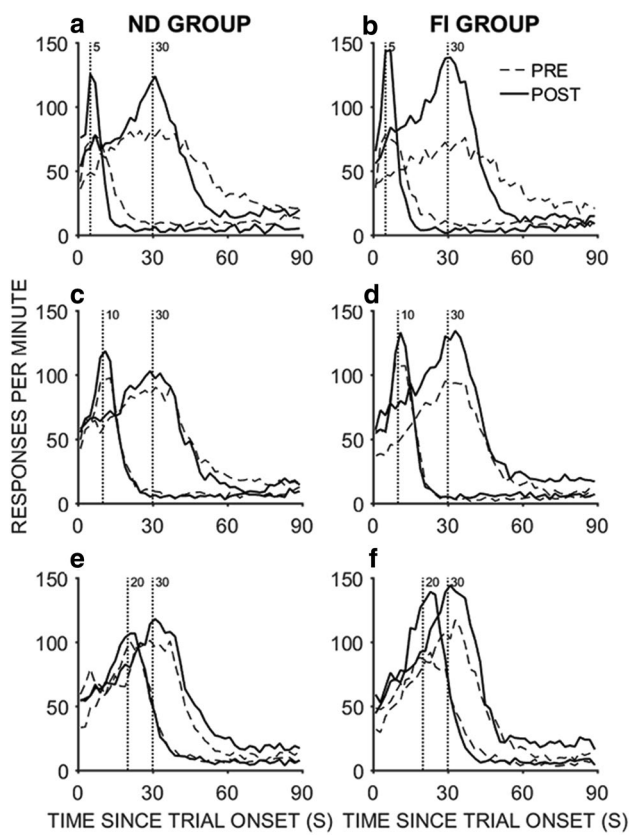 a ND GROUP b FI GROUP
150 5 30 150 5 30
PRE
100 100 POST
50 50
0 0
0 30 60 90 0 30 60 90
c d
150 10 30 150 10 30
100 100
50 50
0 0
0 30 60 90 0 30 60 90
e f
150 20 30 150 20 30
100 100
50 50
0 0
0 30 60 90 0 30 60 90
TIME SINCE TRIAL ONSET (S) TIME SINCE TRIAL ONSET (S)
RESPONSES PER MINUTE